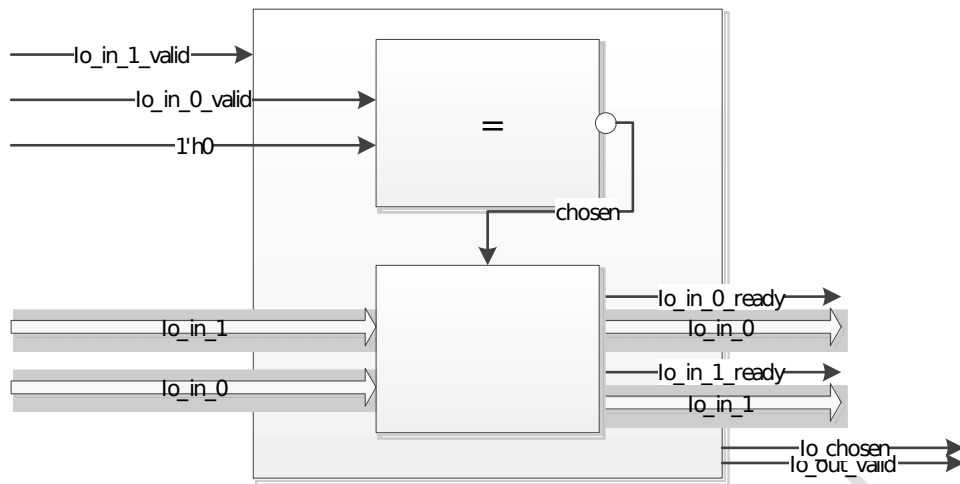 Io_in_1_valid
Io_in_0_valid
1'h0
=
chosen
Io_in_0_ready
Io_in_1
Io_in_0
Io_in_1_ready
Io_in_0
Io_in_1
Io_chosen
Io_out_valid